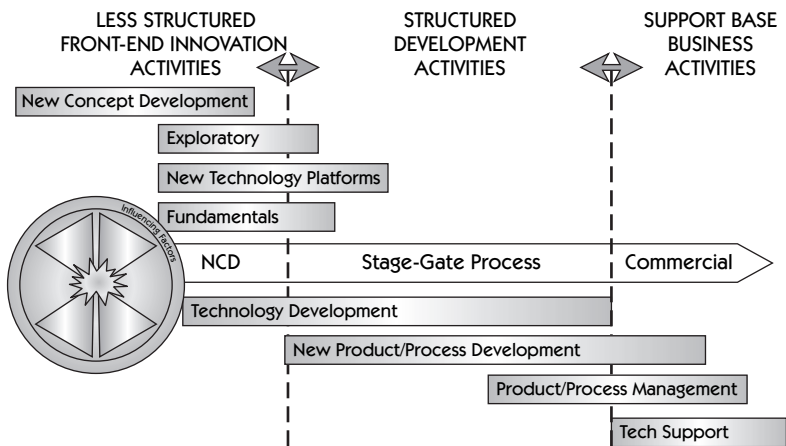 LESS STRUCTURED
FRONT-END INNOVATION
ACTIVITIES
STRUCTURED
DEVELOPMENT
ACTIVITIES
SUPPORT BASE
BUSINESS
ACTIVITIES
New Concept Development
Exploratory
New Technology Platforms
Fundamentals
Influencing Factors
NCD
Stage-Gate Process
Commercial
Technology Development
New Product/Process Development
Product/Process Management
Tech Support